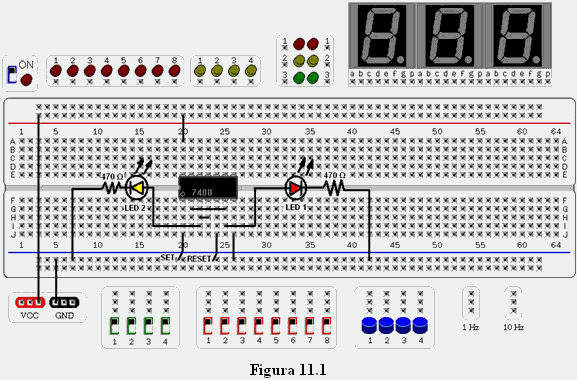 a b c d e f g p a b c d e f g p a b c d e f g p
ON
1 2 3 4 5 6 7 8
1 2 3 4
1 1
2 2
3 3
1 5 10 15 20 25 30 35 40 45 50 55 60 64
A A
B B
C C
D D
E E
470 Ω 470 Ω
7400
LED 2 LED 1
F F
G G
H H
I I
J J
1 5 10 15 20 25 30 35 40 45 50 55 60 64
SET RESET
VCC GND
1 2 3 4
1 2 3 4 5 6 7 8
1 2 3 4
1 Hz 10 Hz
Figura 11.1